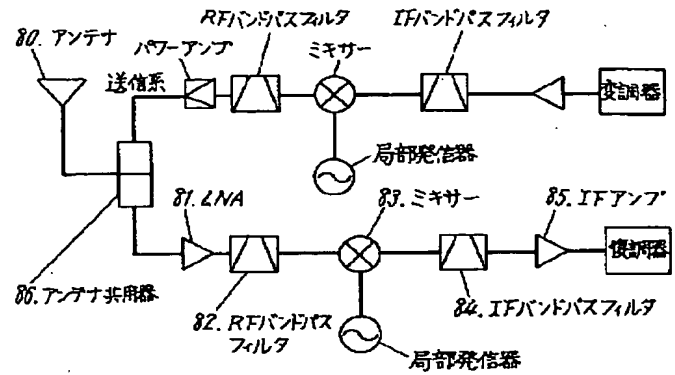 80.アンテナ
RFバンドパスフィルタ
IFバンドパスフィルタ
パワーアンプ
ミキサー
送信系
変調器
局部発信器
81.LNA
83.ミキサー
85.IFアンプ
復調器
86.アンテナ共用器
82.RFバンドパス
フィルタ
84.IFバンドパスフィルタ
局部発信器